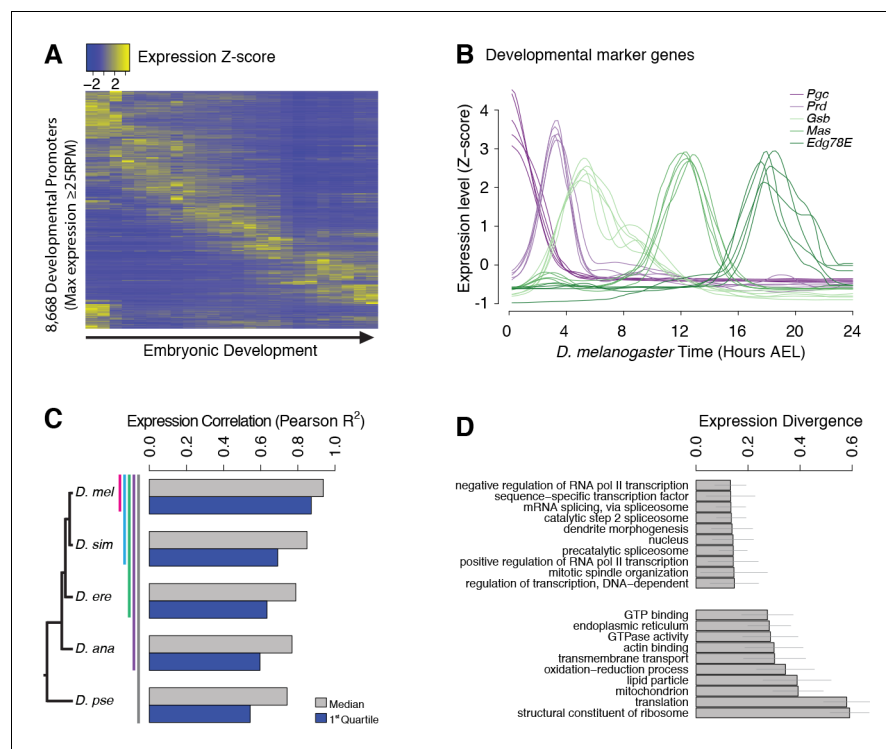 A
Expression Z-score
−2 2
8,668 Developmental Promoters
(Max expression ≥25RPM)
Embryonic Development
B Developmental marker genes
Pgc
Prd
Gsb
Mas
Edg78E
Expression level (Z−score)
4
3
2
1
0
-1
0 4 8 12 16 20 24
D. melanogaster Time (Hours AEL)
C
Expression Correlation (Pearson R²)
0.0 0.2 0.4 0.6 0.8 1.0
D. mel
D. sim
D. ere
D. ana
D. pse
Median
1st Quartile
D
Expression Divergence
0.0 0.2 0.4 0.6
negative regulation of RNA pol II transcription
sequence-specific transcription factor
mRNA splicing, via spliceosome
catalytic step 2 spliceosome
dendrite morphogenesis
nucleus
precatalytic spliceosome
positive regulation of RNA pol II transcription
mitotic spindle organization
regulation of transcription, DNA−dependent
GTP binding
endoplasmic reticulum
GTPase activity
actin binding
transmembrane transport
oxidation−reduction process
lipid particle
mitochondrion
translation
structural constituent of ribosome